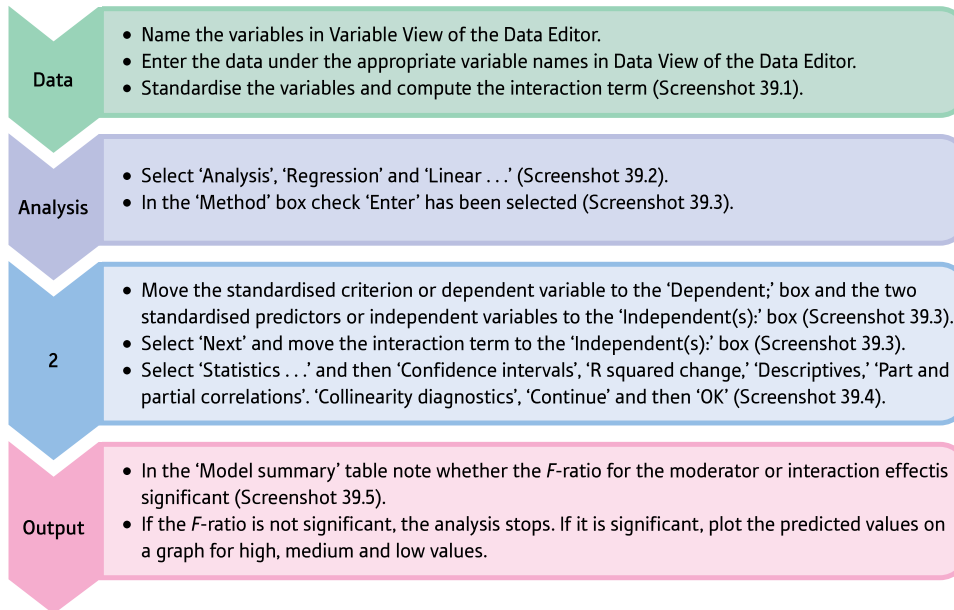 Data
• Name the variables in Variable View of the Data Editor.
• Enter the data under the appropriate variable names in Data View of the Data Editor.
• Standardise the variables and compute the interaction term (Screenshot 39.1).
Analysis
• Select ‘Analysis’, ‘Regression’ and ‘Linear . . .’ (Screenshot 39.2).
• In the ‘Method’ box check ‘Enter’ has been selected (Screenshot 39.3).
2
• Move the standardised criterion or dependent variable to the ‘Dependent;’ box and the two
standardised predictors or independent variables to the ‘Independent(s):’ box (Screenshot 39.3).
• Select ‘Next’ and move the interaction term to the ‘Independent(s):’ box (Screenshot 39.3).
• Select ‘Statistics . . .’ and then ‘Confidence intervals’, ‘R squared change,’ ‘Descriptives,’ ‘Part and
partial correlations’. ‘Collinearity diagnostics’, ‘Continue’ and then ‘OK’ (Screenshot 39.4).
Output
• In the ‘Model summary’ table note whether the F-ratio for the moderator or interaction effectis
significant (Screenshot 39.5).
• If the F-ratio is not significant, the analysis stops. If it is significant, plot the predicted values on
a graph for high, medium and low values.